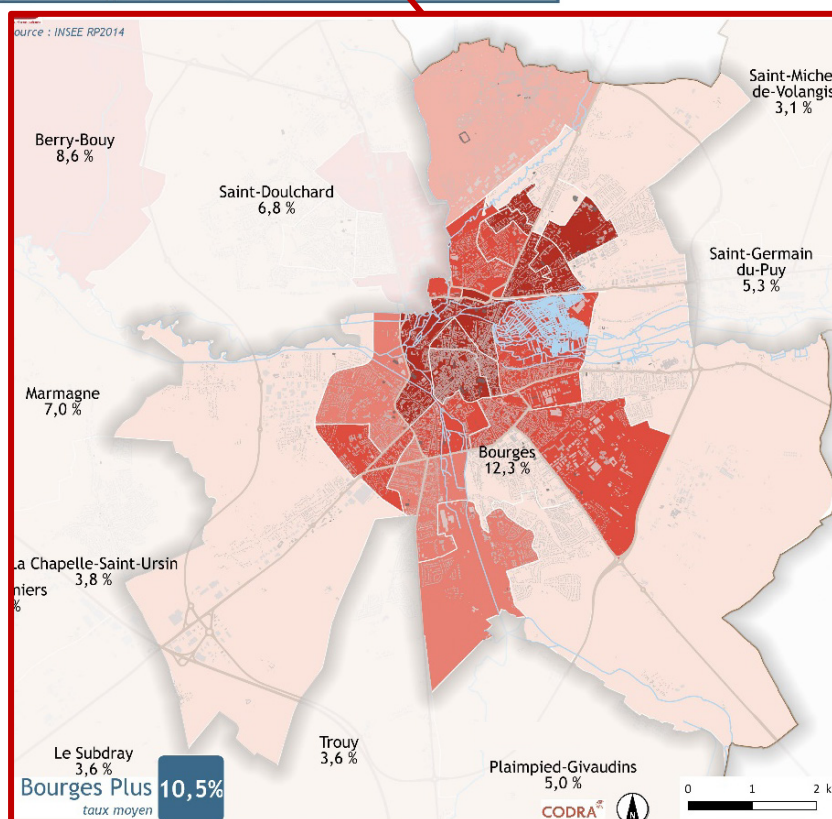 ource : INSEE RP2014
Saint-Miche
de-Volangis
3,1 %
Berry-Bouy
8,6 %
Saint-Doulchard
6,8 %
Saint-Germain
du-Puy
5,3 %
Marmagne
7,0 %
Bourges
12,3 %
La Chapelle-Saint-Ursin
3,8 %
niers
%
Le Subdray
3,6 %
Trouy
3,6 %
Plaimpied-Givaudins
5,0 %
Bourges Plus
taux moyen
10,5%
CODRA
N
0 1 2 k